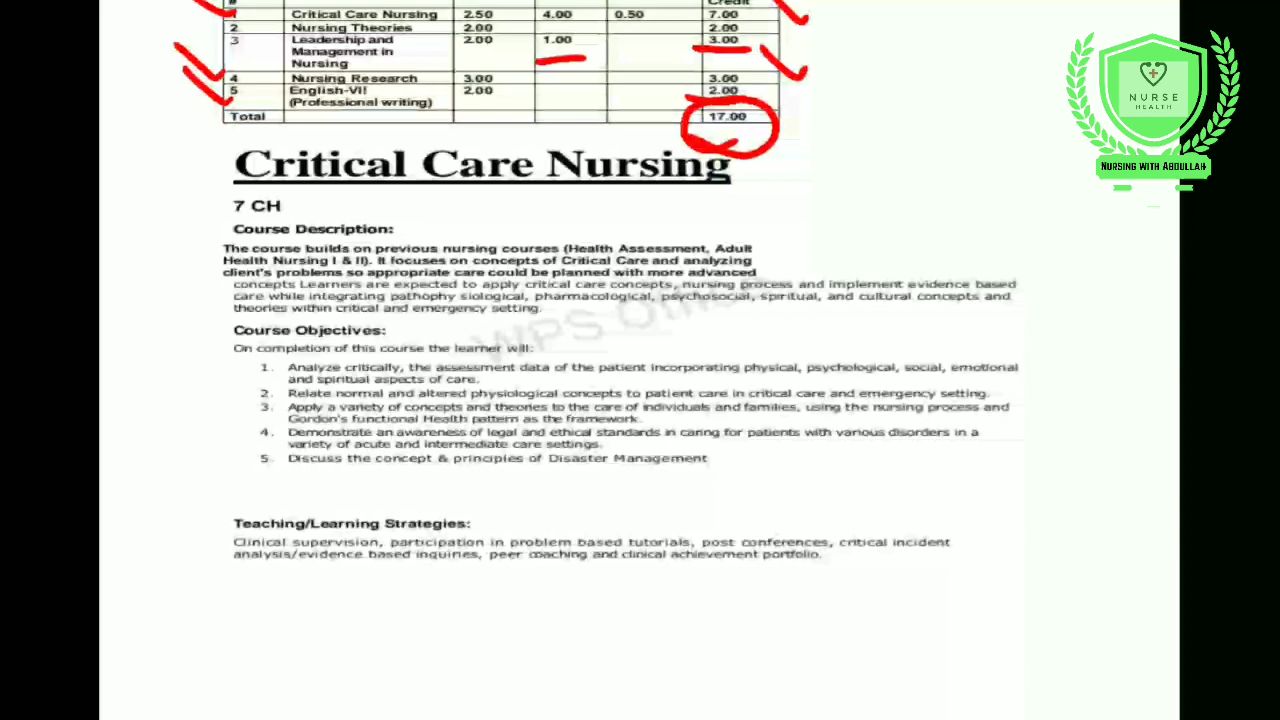 # Credit
1 Critical Care Nursing 2.50 4.00 0.50 7.00
2 Nursing Theories 2.00 2.00
3 Leadership and 2.00 1.00 3.00
Management in
Nursing
4 Nursing Research 3.00 3.00
5 English-VI! 2.00 2.00
(Professional writing)
Total 17.00
Critical Care Nursing
7 CH
Course Description:
The course builds on previous nursing courses (Health Assessment, Adult
Health Nursing I & II). It focuses on concepts of Critical Care and analyzing
client's problems so appropriate care could be planned with more advanced
concepts Learners are expected to apply critical care concepts, nursing process and implement evidence based
care while integrating pathophy siological, pharmacological, psychosocial, spiritual, and cultural concepts and
theories within critical and emergency setting.
Course Objectives:
On completion of this course the learner will:
1. Analyze critically, the assessment data of the patient incorporating physical, psychological, social, emotional
and spiritual aspects of care.
2. Relate normal and altered physiological concepts to patient care in critical care and emergency setting.
3. Apply a variety of concepts and theories to the care of individuals and families, using the nursing process and
Gordon's functional Health pattern as the framework.
4. Demonstrate an awareness of legal and ethical standards in caring for patients with various disorders in a
variety of acute and intermediate care settings.
5. Discuss the concept & principles of Disaster Management
Teaching/Learning Strategies:
Clinical supervision, participation in problem based tutorials, post conferences, critical incident
analysis/evidence based inquiries, peer coaching and clinical achievement portfolio.
WPS Office
NURSE
HEALTH
NURSING WITH ABDULLAH